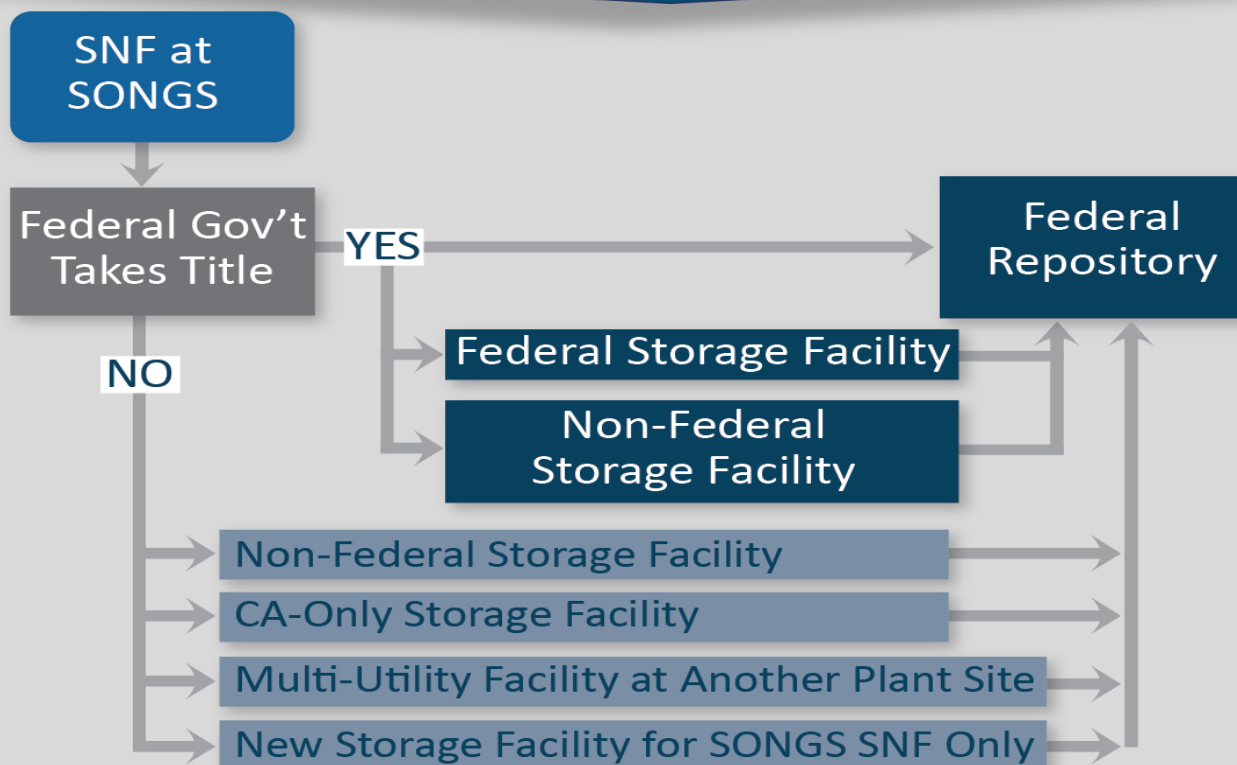 SNF at
SONGS
Federal Gov’t
Takes Title
YES
NO
Federal
Repository
Federal Storage Facility
Non-Federal
Storage Facility
Non-Federal Storage Facility
CA-Only Storage Facility
Multi-Utility Facility at Another Plant Site
New Storage Facility for SONGS SNF Only